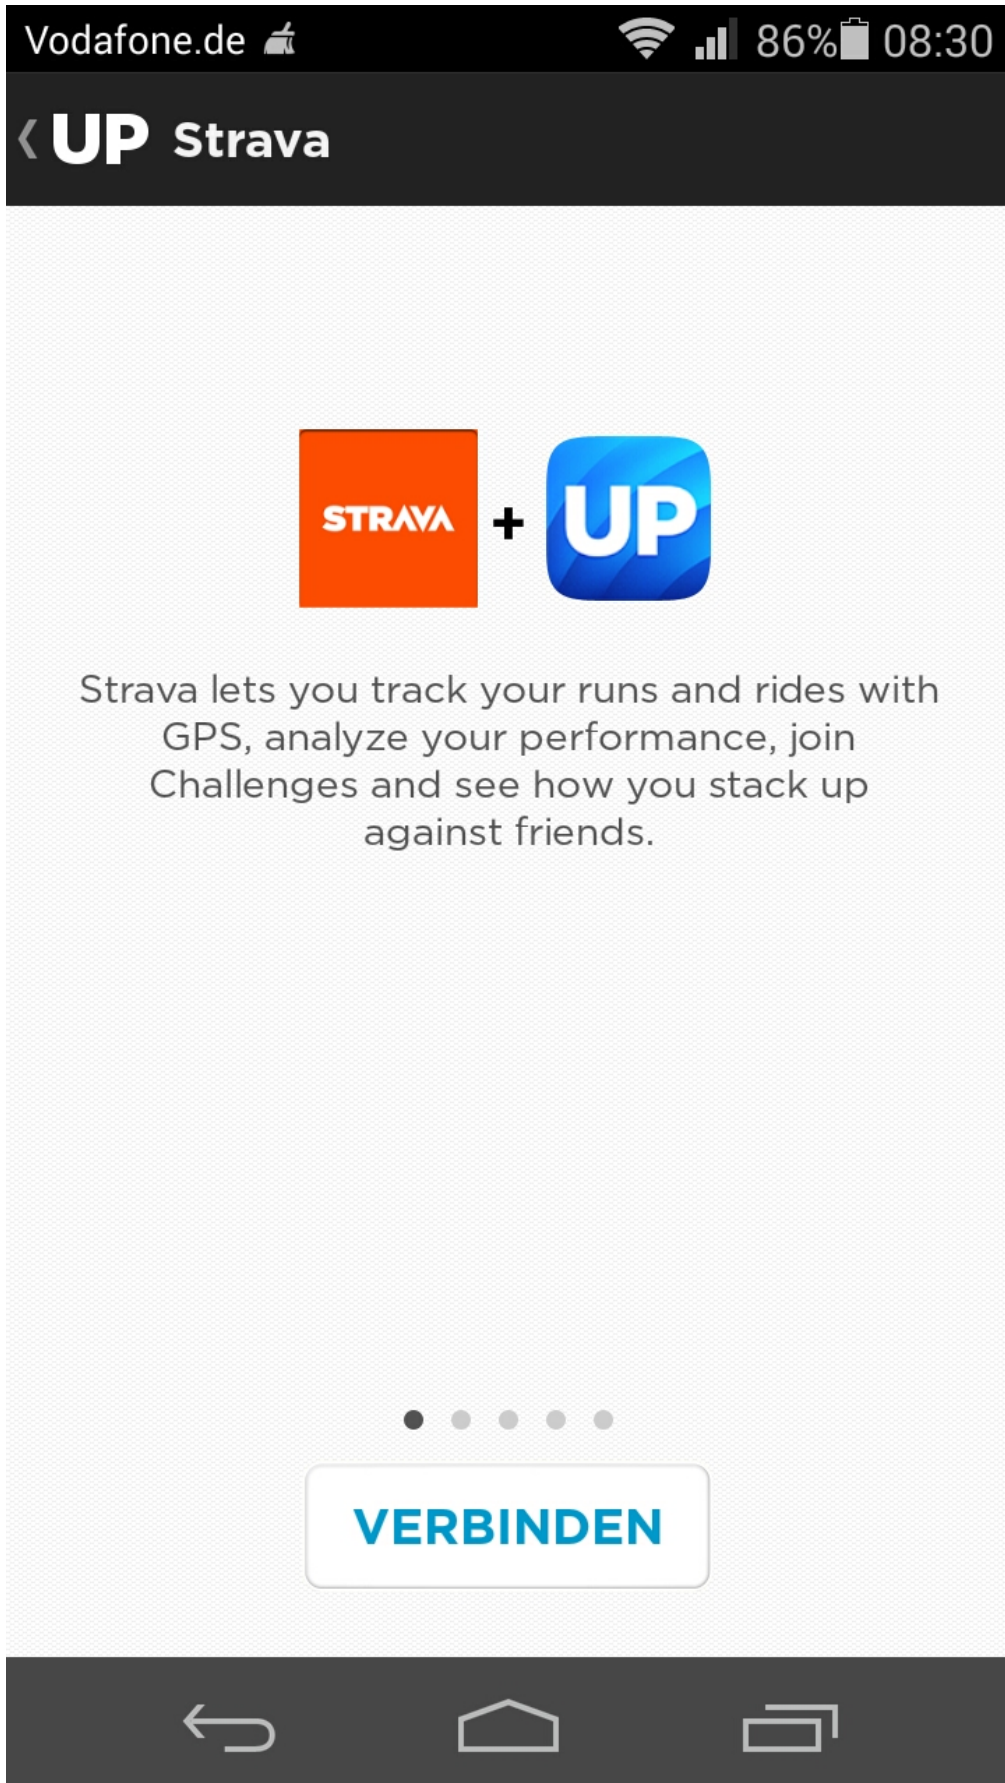 Vodafone.de 86% 08:30
UP Strava
STRAVA + UP
Strava lets you track your runs and rides with
GPS, analyze your performance, join
Challenges and see how you stack up
against friends.
VERBINDEN